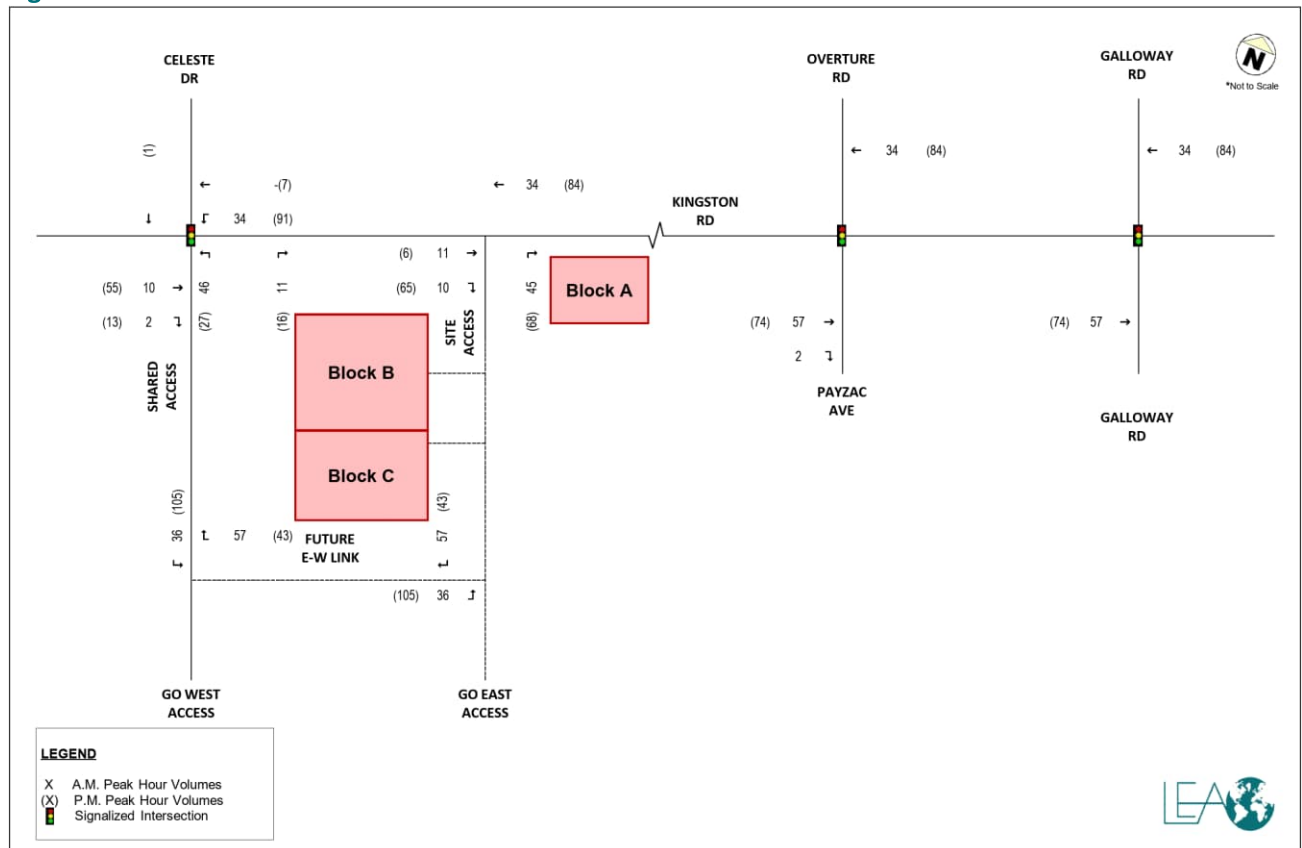 CELESTE
DR
OVERTURE
RD
GALLOWAY
RD
N
*Not to Scale
(1)
← 34 (84)
← 34 (84)
← -(7)
← 34 (84)
↓ ↰ 34 (91)
KINGSTON
RD
↰ ↱ (6) 11 → ↱
(55) 10 → 46 11 (65) 10 ↴ 45
(13) 2 ↴ (27) (16) (68)
SHARED
ACCESS
SITE
ACCESS
Block A
Block B
Block C
(74) 57 →
2 ↴
(74) 57 →
PAYZAC
AVE
GALLOWAY
RD
(105) (43)
36 57 (43) 57
FUTURE
E-W LINK
(105) 36
GO WEST
ACCESS
GO EAST
ACCESS
LEGEND
X A.M. Peak Hour Volumes
(X) P.M. Peak Hour Volumes
Signalized Intersection
LEA